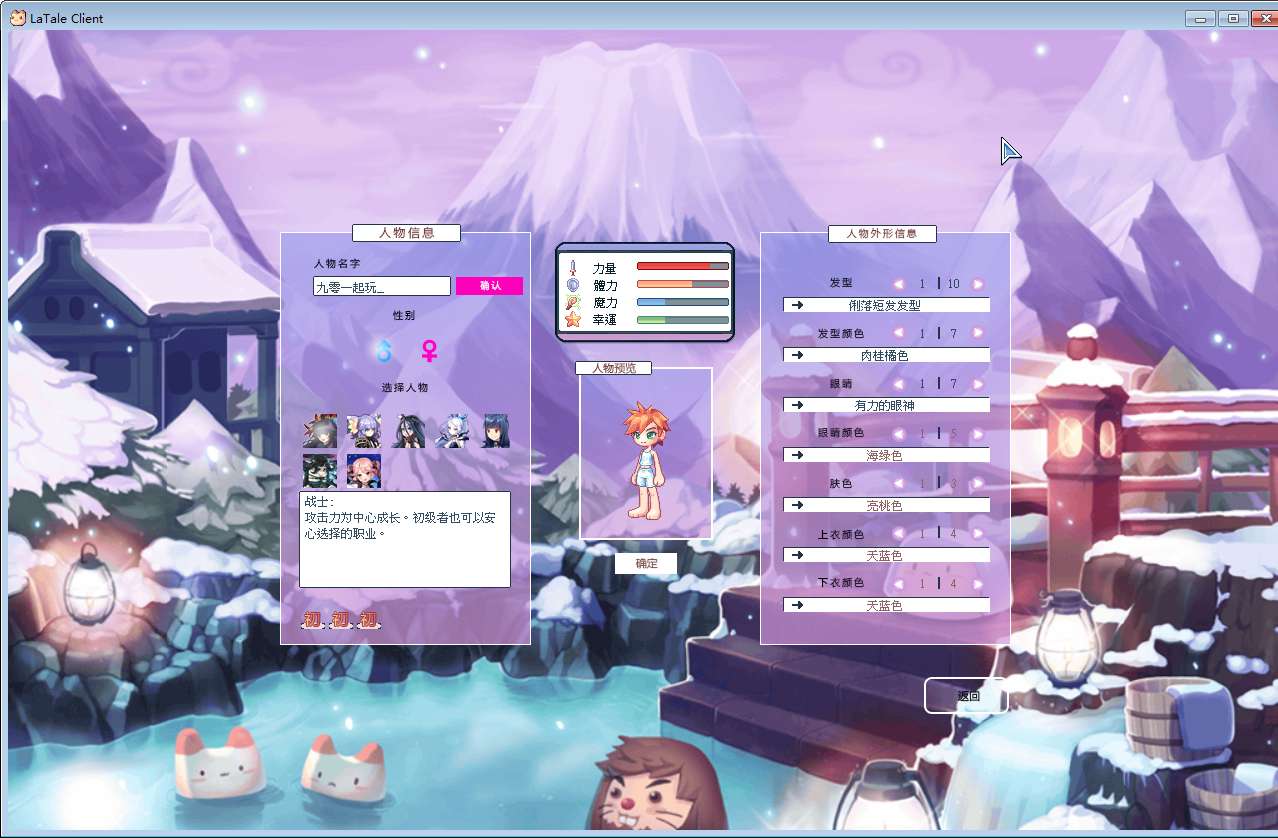 LaTale Client
人物信息
人物名字
九零一起玩_
确认
性别
选择人物
战士:
攻击力为中心成长。初级者也可以安
心选择的职业。
初 初 初
力量
體力
魔力
幸運
人物预览
确定
人物外形信息
发型 1 10
俐落短发发型
发型颜色 1 7
肉桂橘色
眼睛 1 7
有力的眼神
眼睛颜色 1 5
海绿色
肤色 1 3
亮桃色
上衣颜色 1 4
天蓝色
下衣颜色 1 4
天蓝色
返回